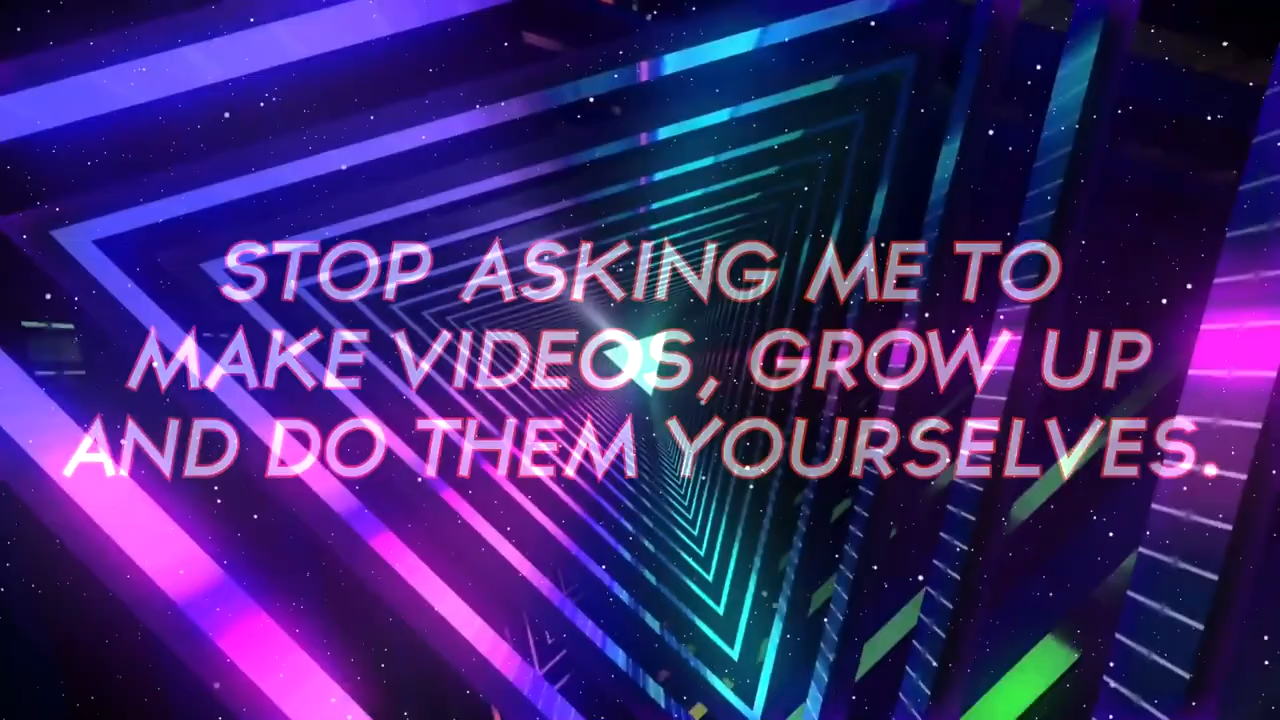 STOP ASKING ME TO
MAKE VIDEOS, GROW UP
AND DO THEM YOURSELVES.